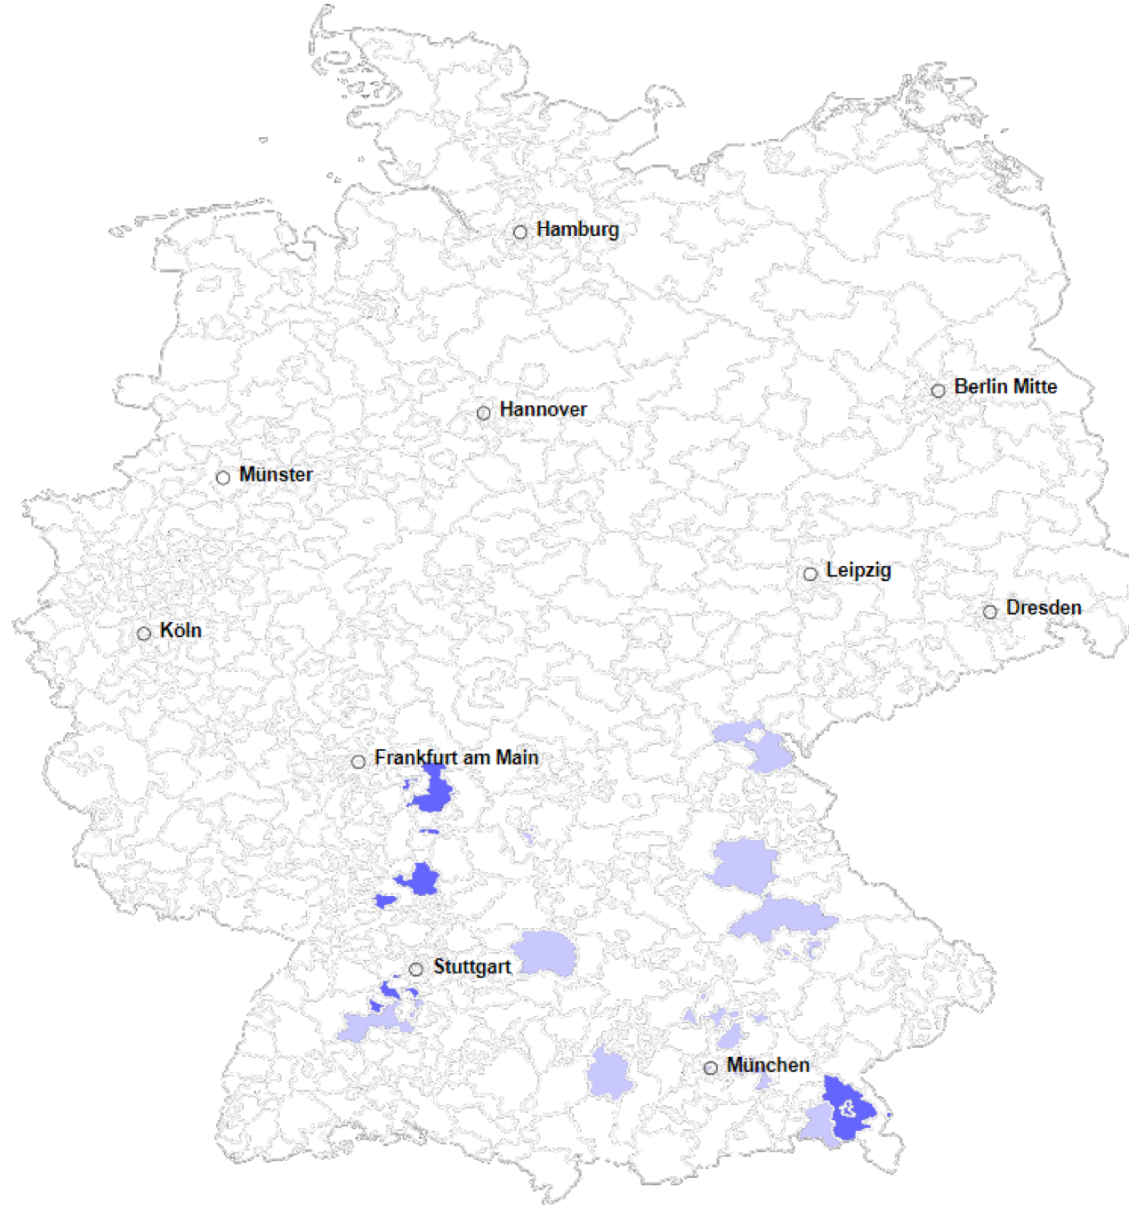 Hamburg
Berlin Mitte
Hannover
Münster
Leipzig
Dresden
Köln
Frankfurt am Main
Stuttgart
München